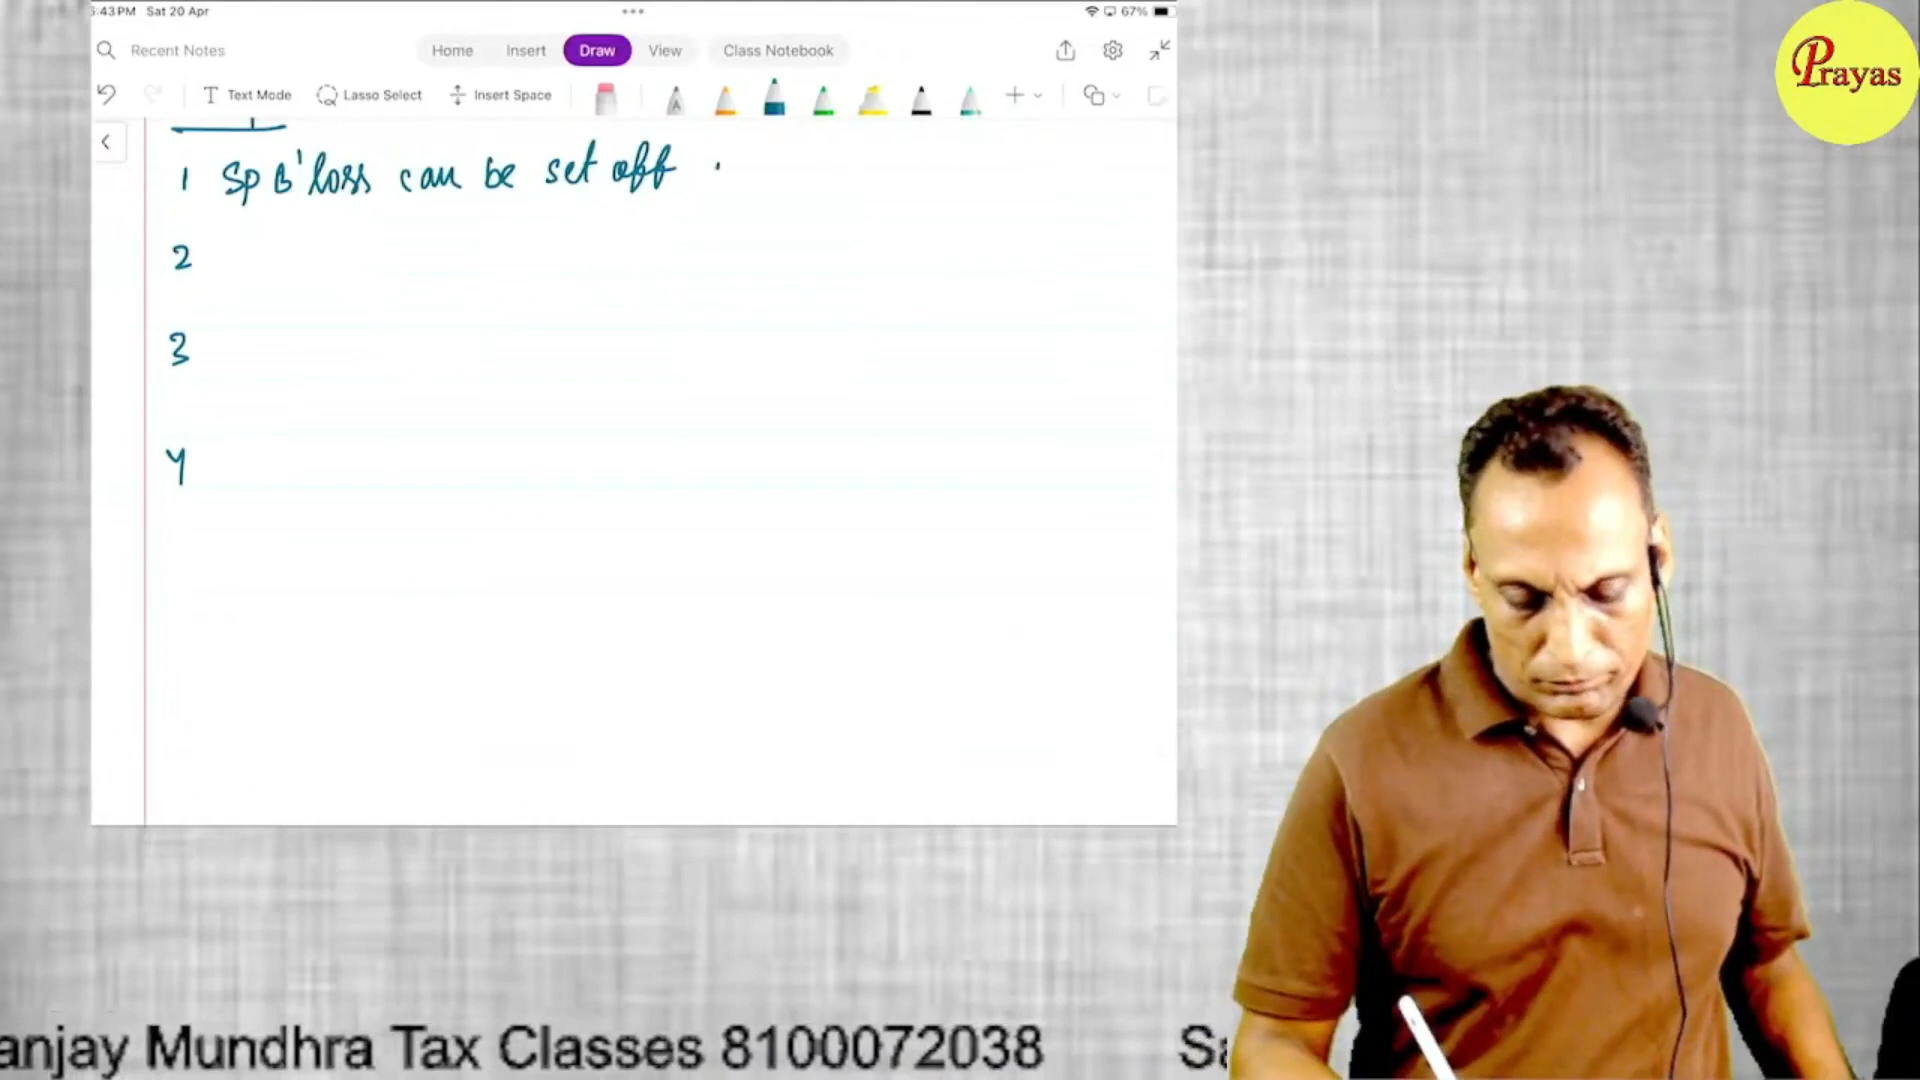 :43 PM Sat 20 Apr
67%
Recent Notes
Home Insert Draw View Class Notebook
Text Mode Lasso Select Insert Space
A
1 Sp B' loss can be set off
2
3
4
Prayas
anjay Mundhra Tax Classes 8100072038 Sa